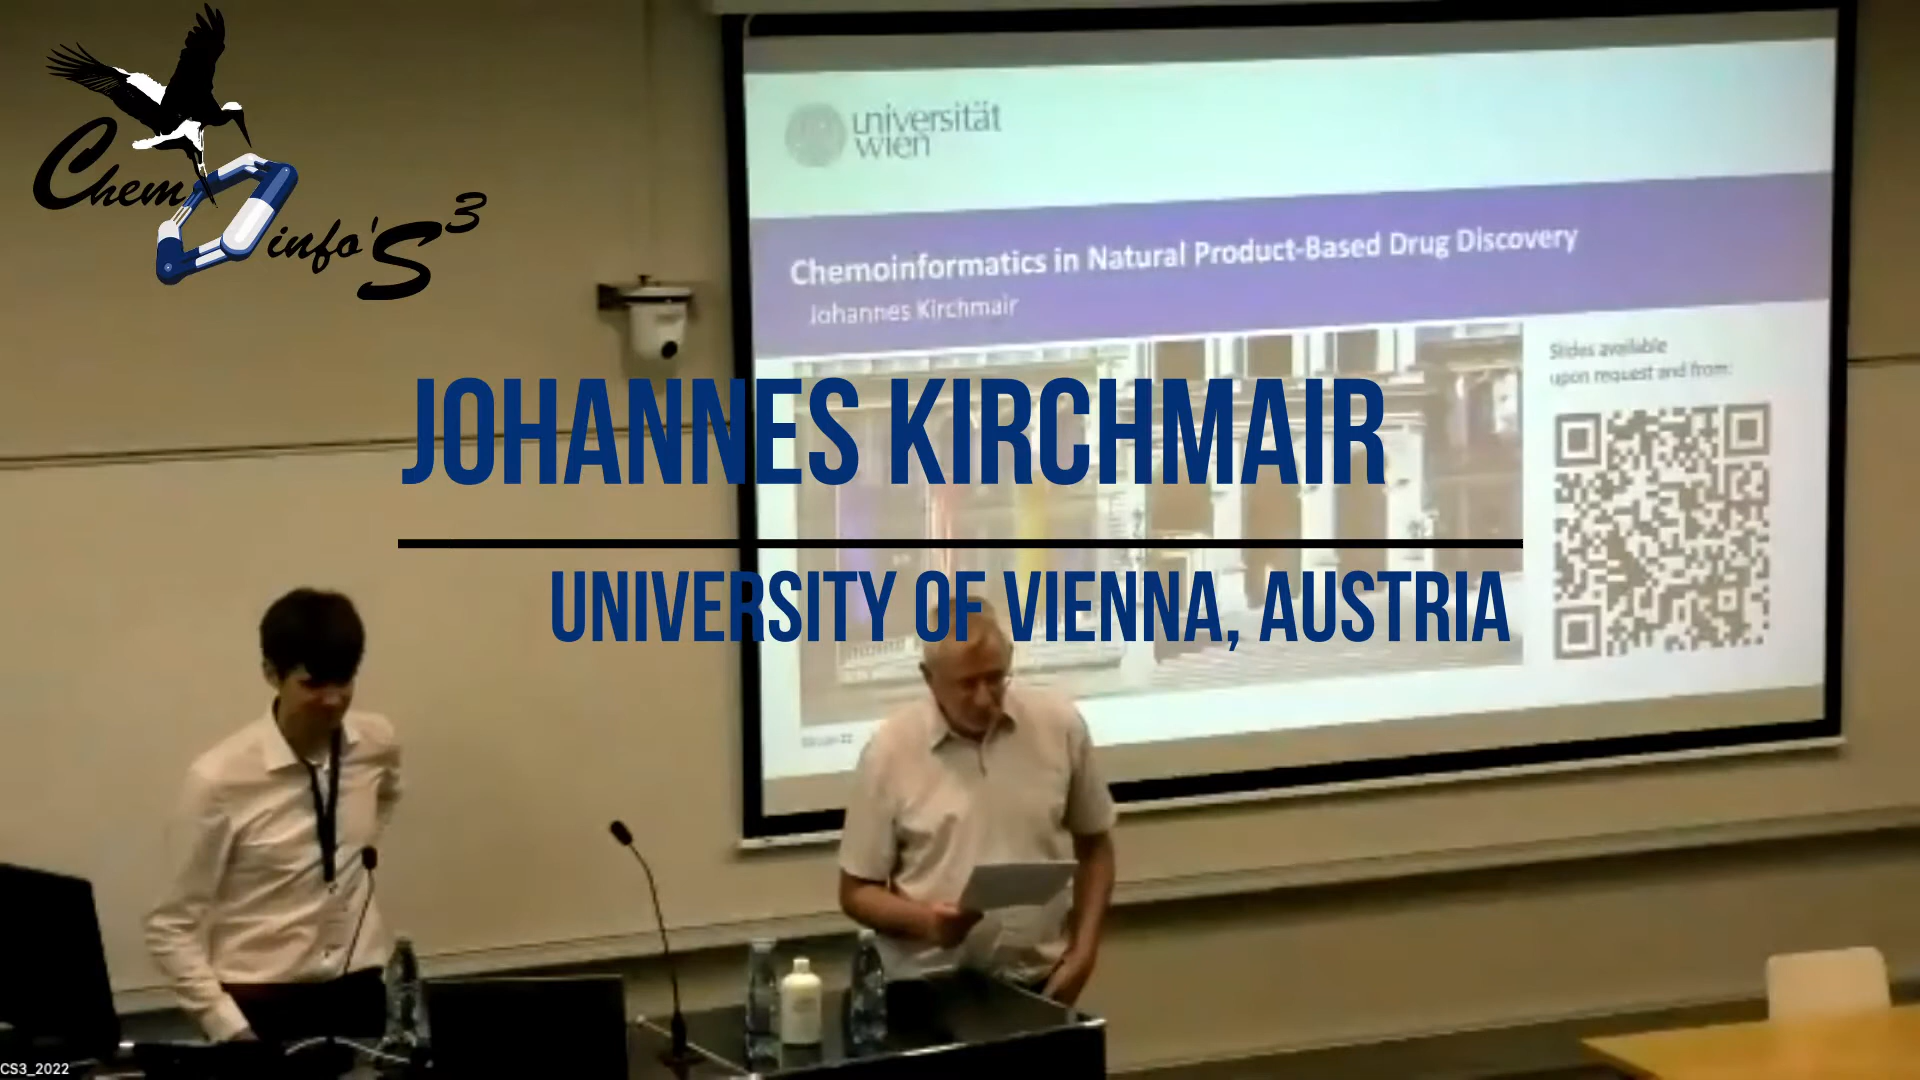 Chem info'S3
universität
wien
Chemoinformatics in Natural Product-Based Drug Discovery
Johannes Kirchmair
Slides available
upon request and from:
JOHANNES KIRCHMAIR
UNIVERSITY OF VIENNA, AUSTRIA
CS3_2022